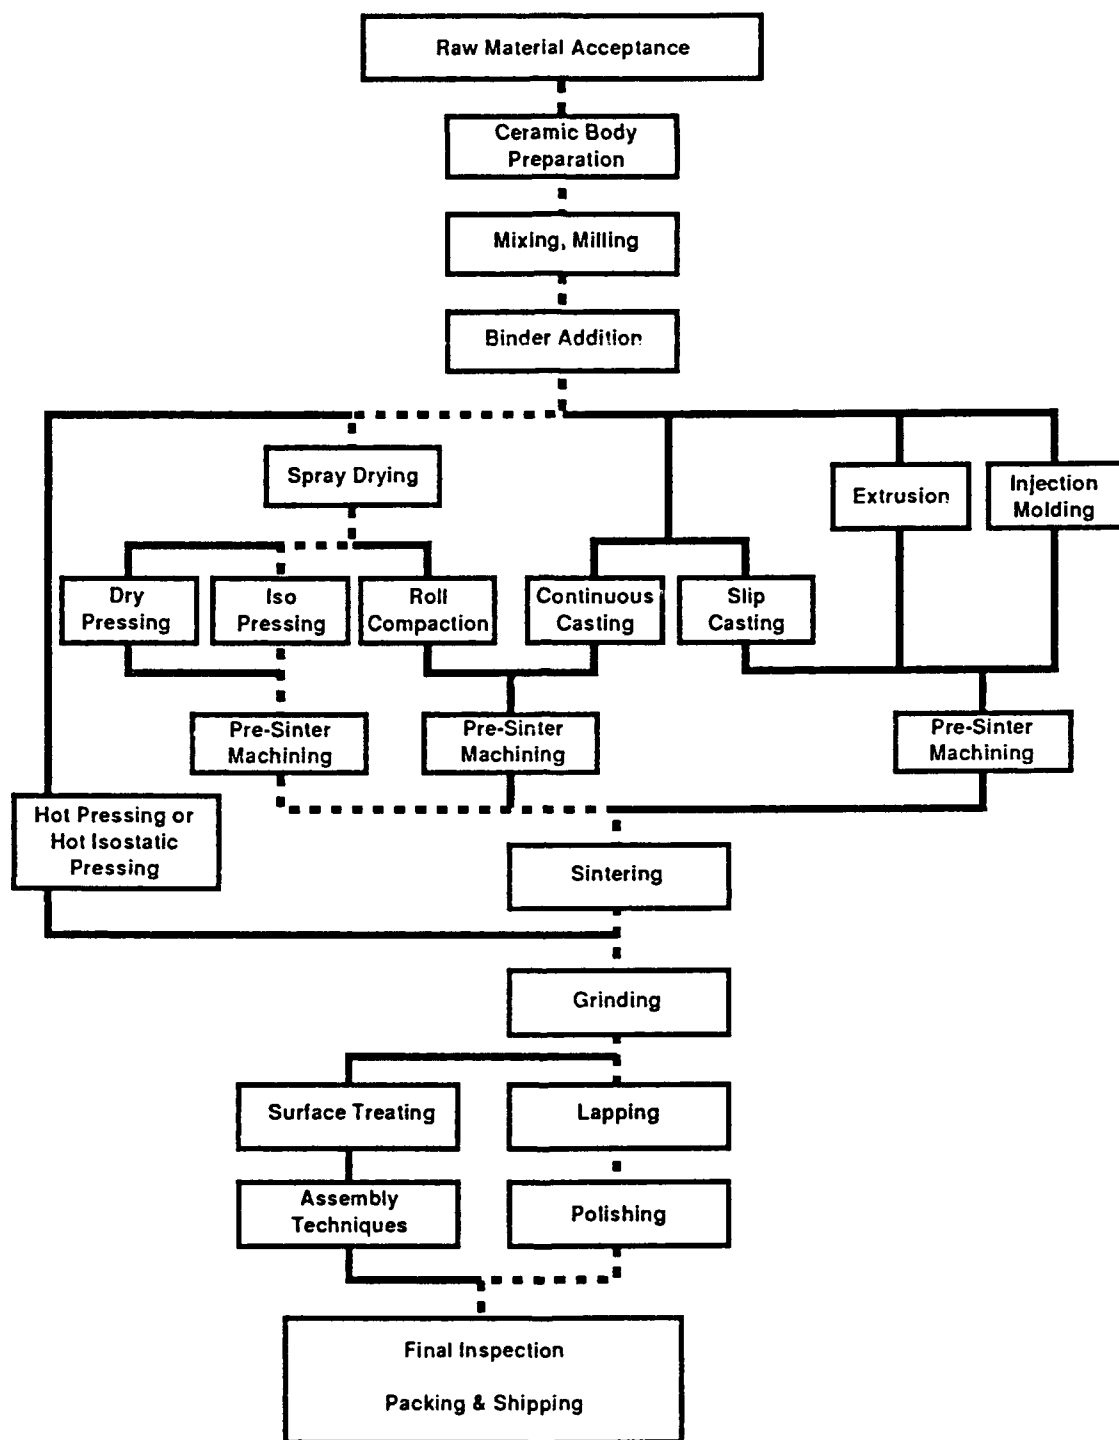 Raw Material Acceptance
Ceramic Body
Preparation
Mixing, Milling
Binder Addition
Spray Drying
Extrusion
Injection
Molding
Dry
Pressing
Iso
Pressing
Roll
Compaction
Continuous
Casting
Slip
Casting
Pre-Sinter
Machining
Pre-Sinter
Machining
Pre-Sinter
Machining
Hot Pressing or
Hot Isostatic
Pressing
Sintering
Grinding
Surface Treating
Lapping
Assembly
Techniques
Polishing
Final Inspection
Packing & Shipping